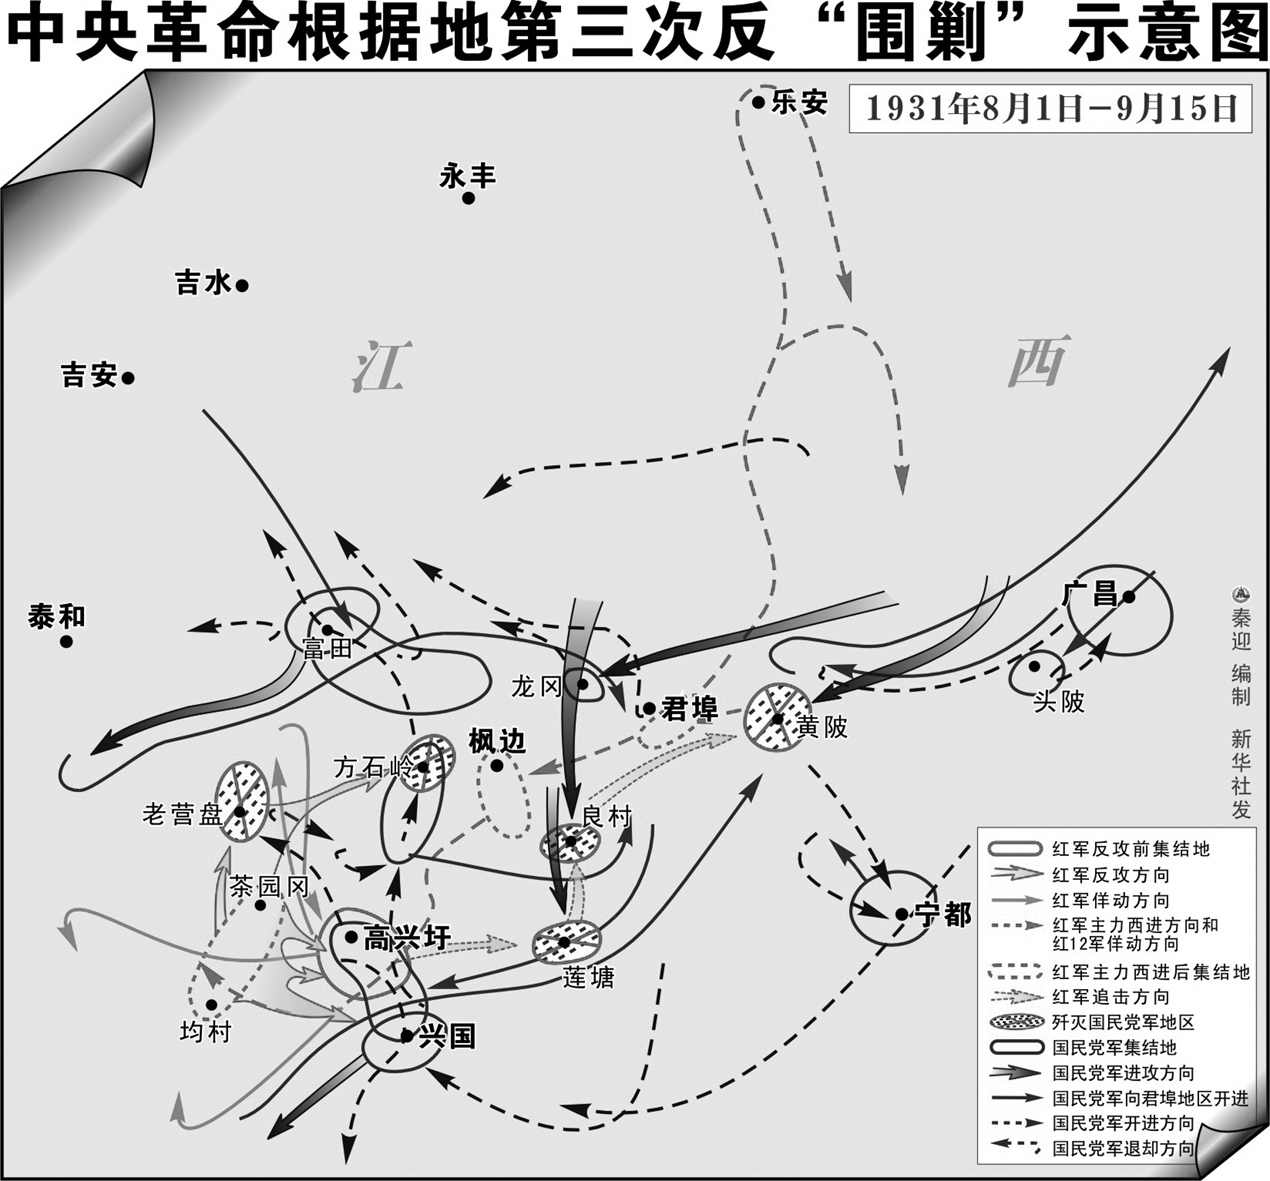 中央革命根据地第三次反“围剿”示意图
1931年8月1日－9月15日
乐安
永丰
吉水
吉安
江
西
泰和
富田
广昌
头陂
龙冈
君埠
黄陂
枫边
方石岭
老营盘
良村
茶园冈
高兴圩
宁都
莲塘
均村
兴国
秦迎 编制 新华社发
红军反攻前集结地
红军反攻方向
红军佯动方向
红军主力西进方向和
红12军佯动方向
红军主力西进后集结地
红军追击方向
歼灭国民党军地区
国民党军集结地
国民党军进攻方向
国民党军向君埠地区开进
国民党军开进方向
国民党军退却方向